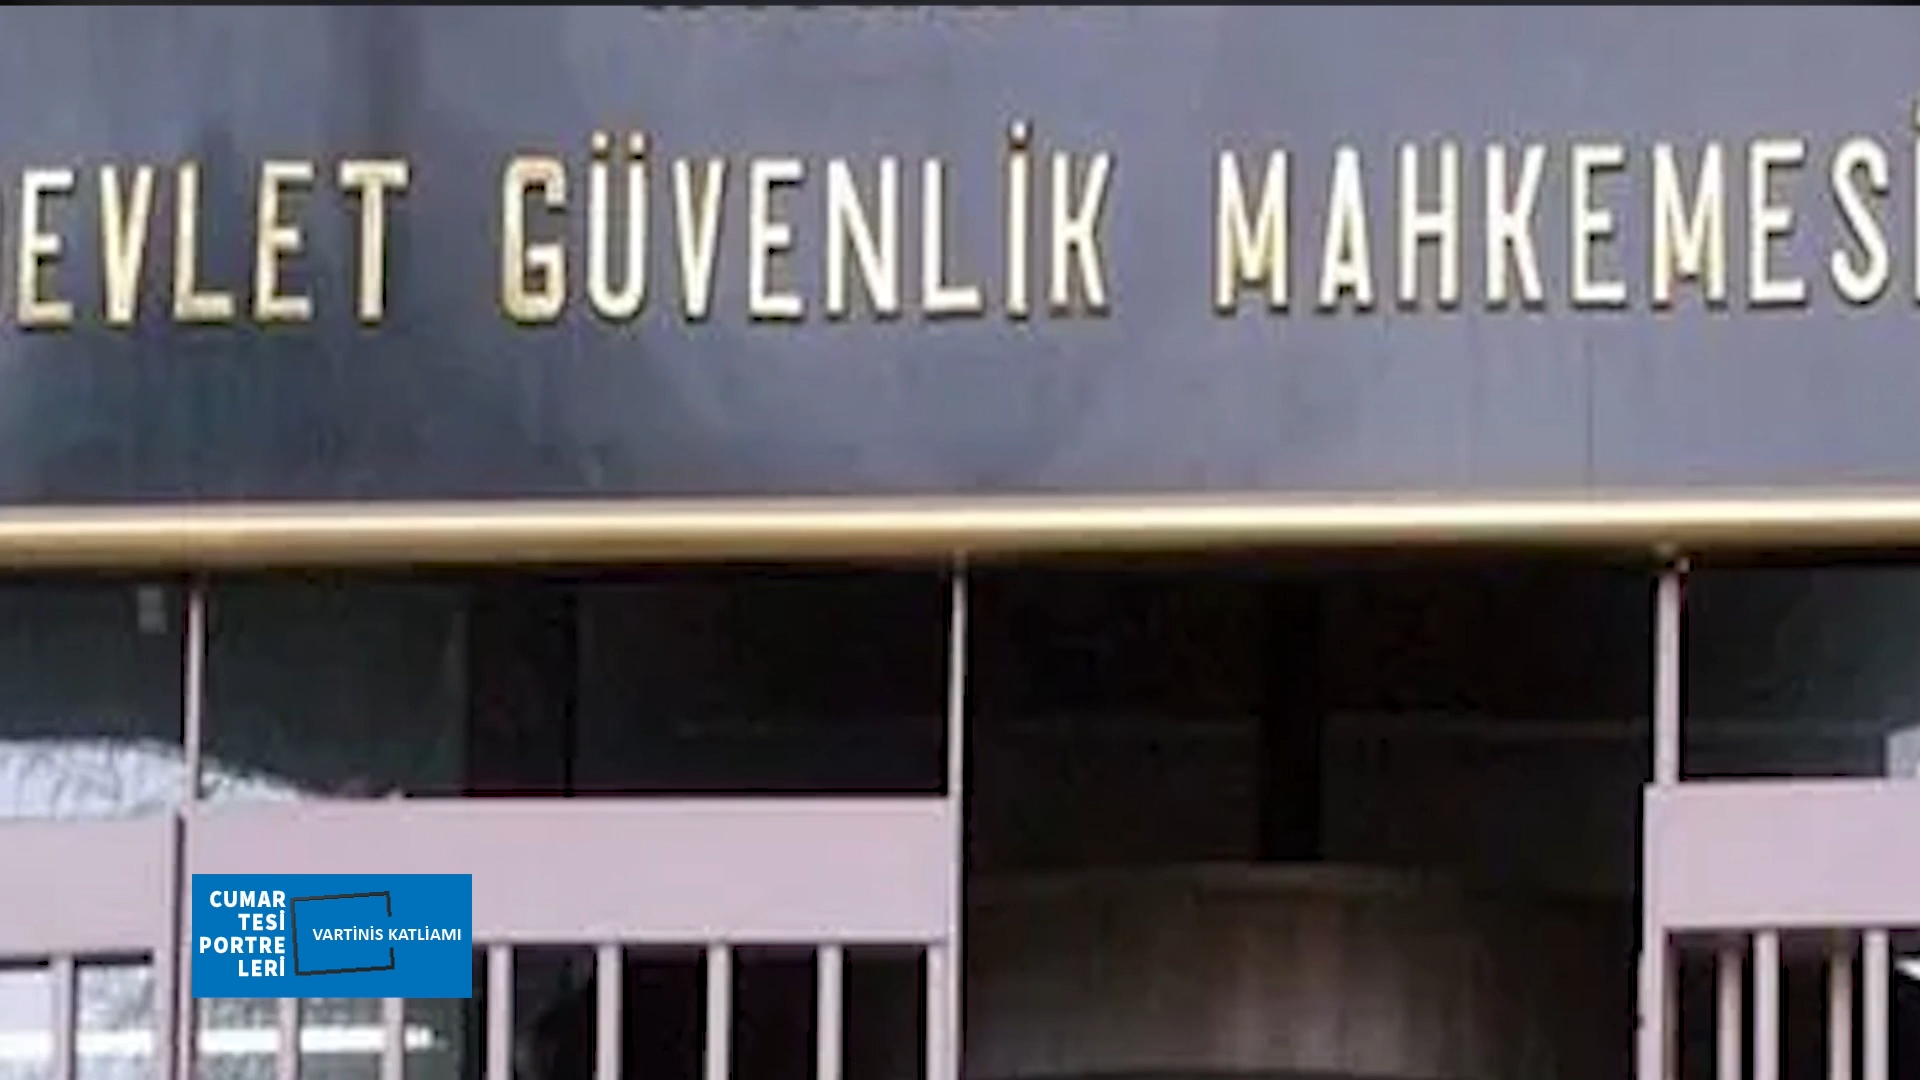 EVLET GÜVENLİK MAHKEMESİ
CUMAR
TESİ
PORTRE
LERİ
VARTİNİS KATLİAMI